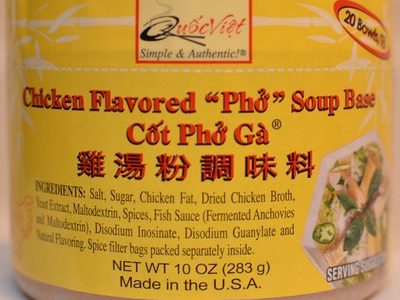 QuốcViệt
Simple & Authentic!®
20 Bowls
Chicken Flavored "Phở" Soup Base
Cốt Phở Gà®
雞湯粉調味料
INGREDIENTS: Salt, Sugar, Chicken Fat, Dried Chicken Broth,
Yeast Extract, Maltodextrin, Spices, Fish Sauce (Fermented Anchovies
and Maltodextrin), Disodium Inosinate, Disodium Guanylate and
Natural Flavoring. Spice filter bags packed separately inside.
NET WT 10 OZ (283 g)
Made in the U.S.A.
SERVING SUGGESTION